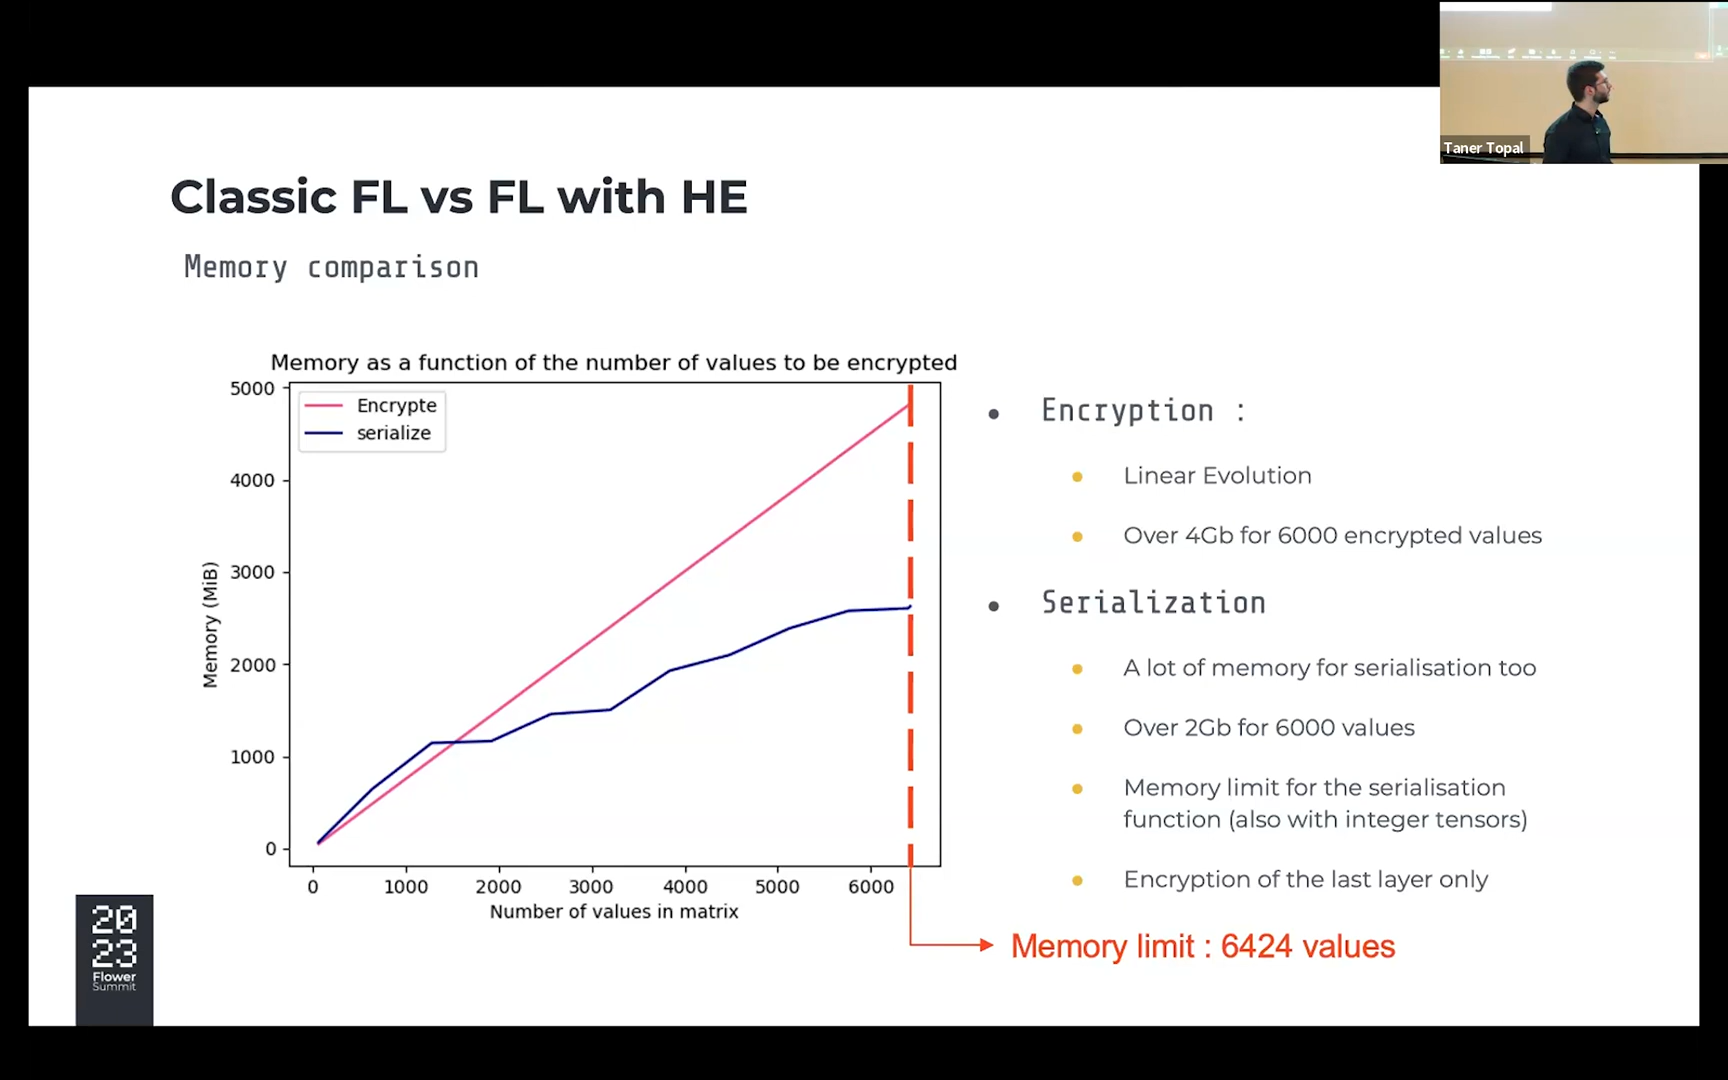 Taner Topal
Classic FL vs FL with HE
Memory comparison
Memory as a function of the number of values to be encrypted
Encrypte
serialize
5000
4000
3000
2000
1000
0
Memory (MiB)
0 1000 2000 3000 4000 5000 6000
Number of values in matrix
Encryption :
Linear Evolution
Over 4Gb for 6000 encrypted values
Serialization
A lot of memory for serialisation too
Over 2Gb for 6000 values
Memory limit for the serialisation
function (also with integer tensors)
Encryption of the last layer only
Memory limit : 6424 values
20
23
Flower
Summit